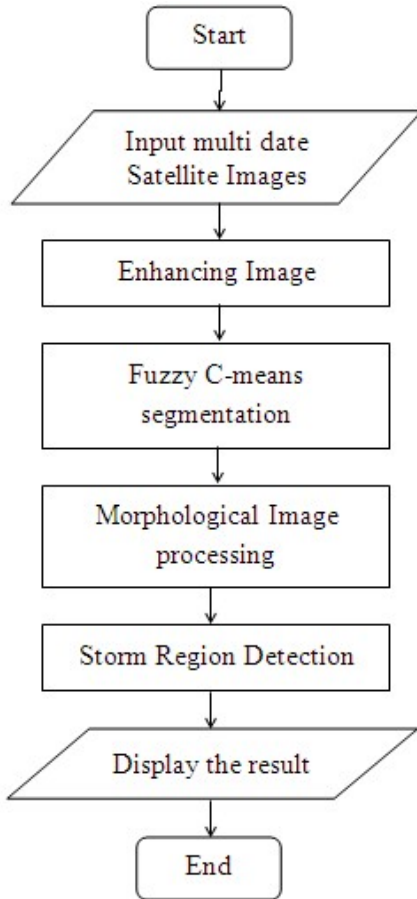 Start
Input multi date
Satellite Images
Enhancing Image
Fuzzy C-means
segmentation
Morphological Image
processing
Storm Region Detection
Display the result
End